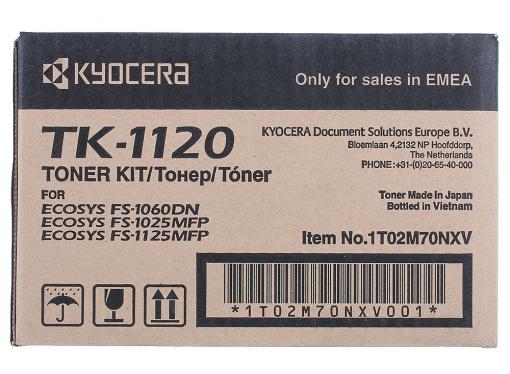 KYOCERA
Only for sales in EMEA
TK-1120
TONER KIT/Тонер/Tóner
FOR
ECOSYS FS-1060DN
ECOSYS FS-1025MFP
ECOSYS FS-1125MFP
KYOCERA Document Solutions Europe B.V.
Bloemlaan 4,2132 NP Hoofddorp,
The Netherlands
PHONE:+31-(0)20-65-40-000
Toner Made in Japan
Bottled in Vietnam
Item No.1T02M70NXV
*1T02M70NXV001*